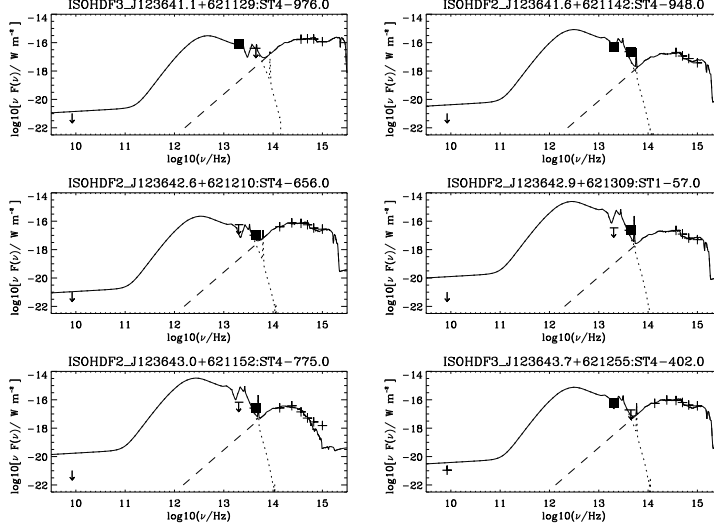 ISOHDF3_J123641.1+621129:ST4-976.0
ISOHDF2_J123641.6+621142:ST4-948.0
log10[ν F(ν)/ W m⁻²]
-14
-16
-18
-20
-22
10 11 12 13 14 15
log10(ν/Hz)
log10[ν F(ν)/ W m⁻²]
-14
-16
-18
-20
-22
10 11 12 13 14 15
log10(ν/Hz)
ISOHDF2_J123642.6+621210:ST4-656.0
ISOHDF2_J123642.9+621309:ST1-57.0
log10[ν F(ν)/ W m⁻²]
-14
-16
-18
-20
-22
10 11 12 13 14 15
log10(ν/Hz)
log10[ν F(ν)/ W m⁻²]
-14
-16
-18
-20
-22
10 11 12 13 14 15
log10(ν/Hz)
ISOHDF2_J123643.0+621152:ST4-775.0
ISOHDF3_J123643.7+621255:ST4-402.0
log10[ν F(ν)/ W m⁻²]
-14
-16
-18
-20
-22
10 11 12 13 14 15
log10(ν/Hz)
log10[ν F(ν)/ W m⁻²]
-14
-16
-18
-20
-22
10 11 12 13 14 15
log10(ν/Hz)